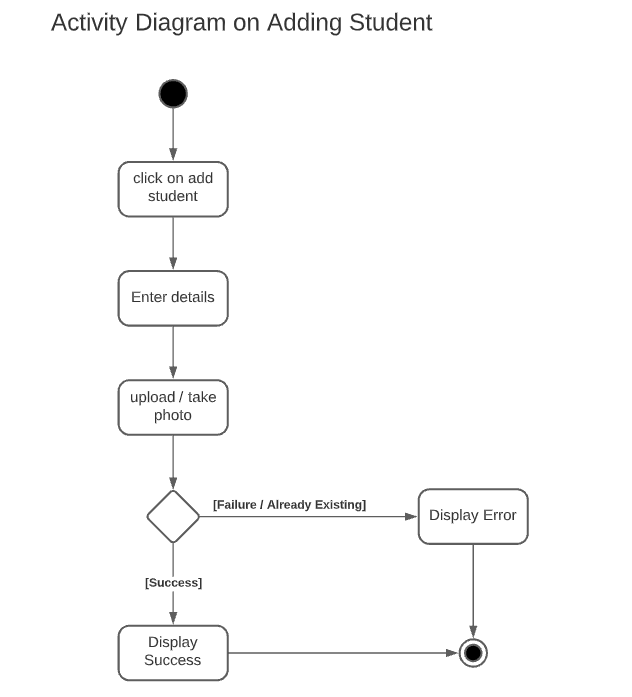 Activity Diagram on Adding Student
click on add
student
Enter details
upload / take
photo
[Failure / Already Existing]
Display Error
[Success]
Display
Success